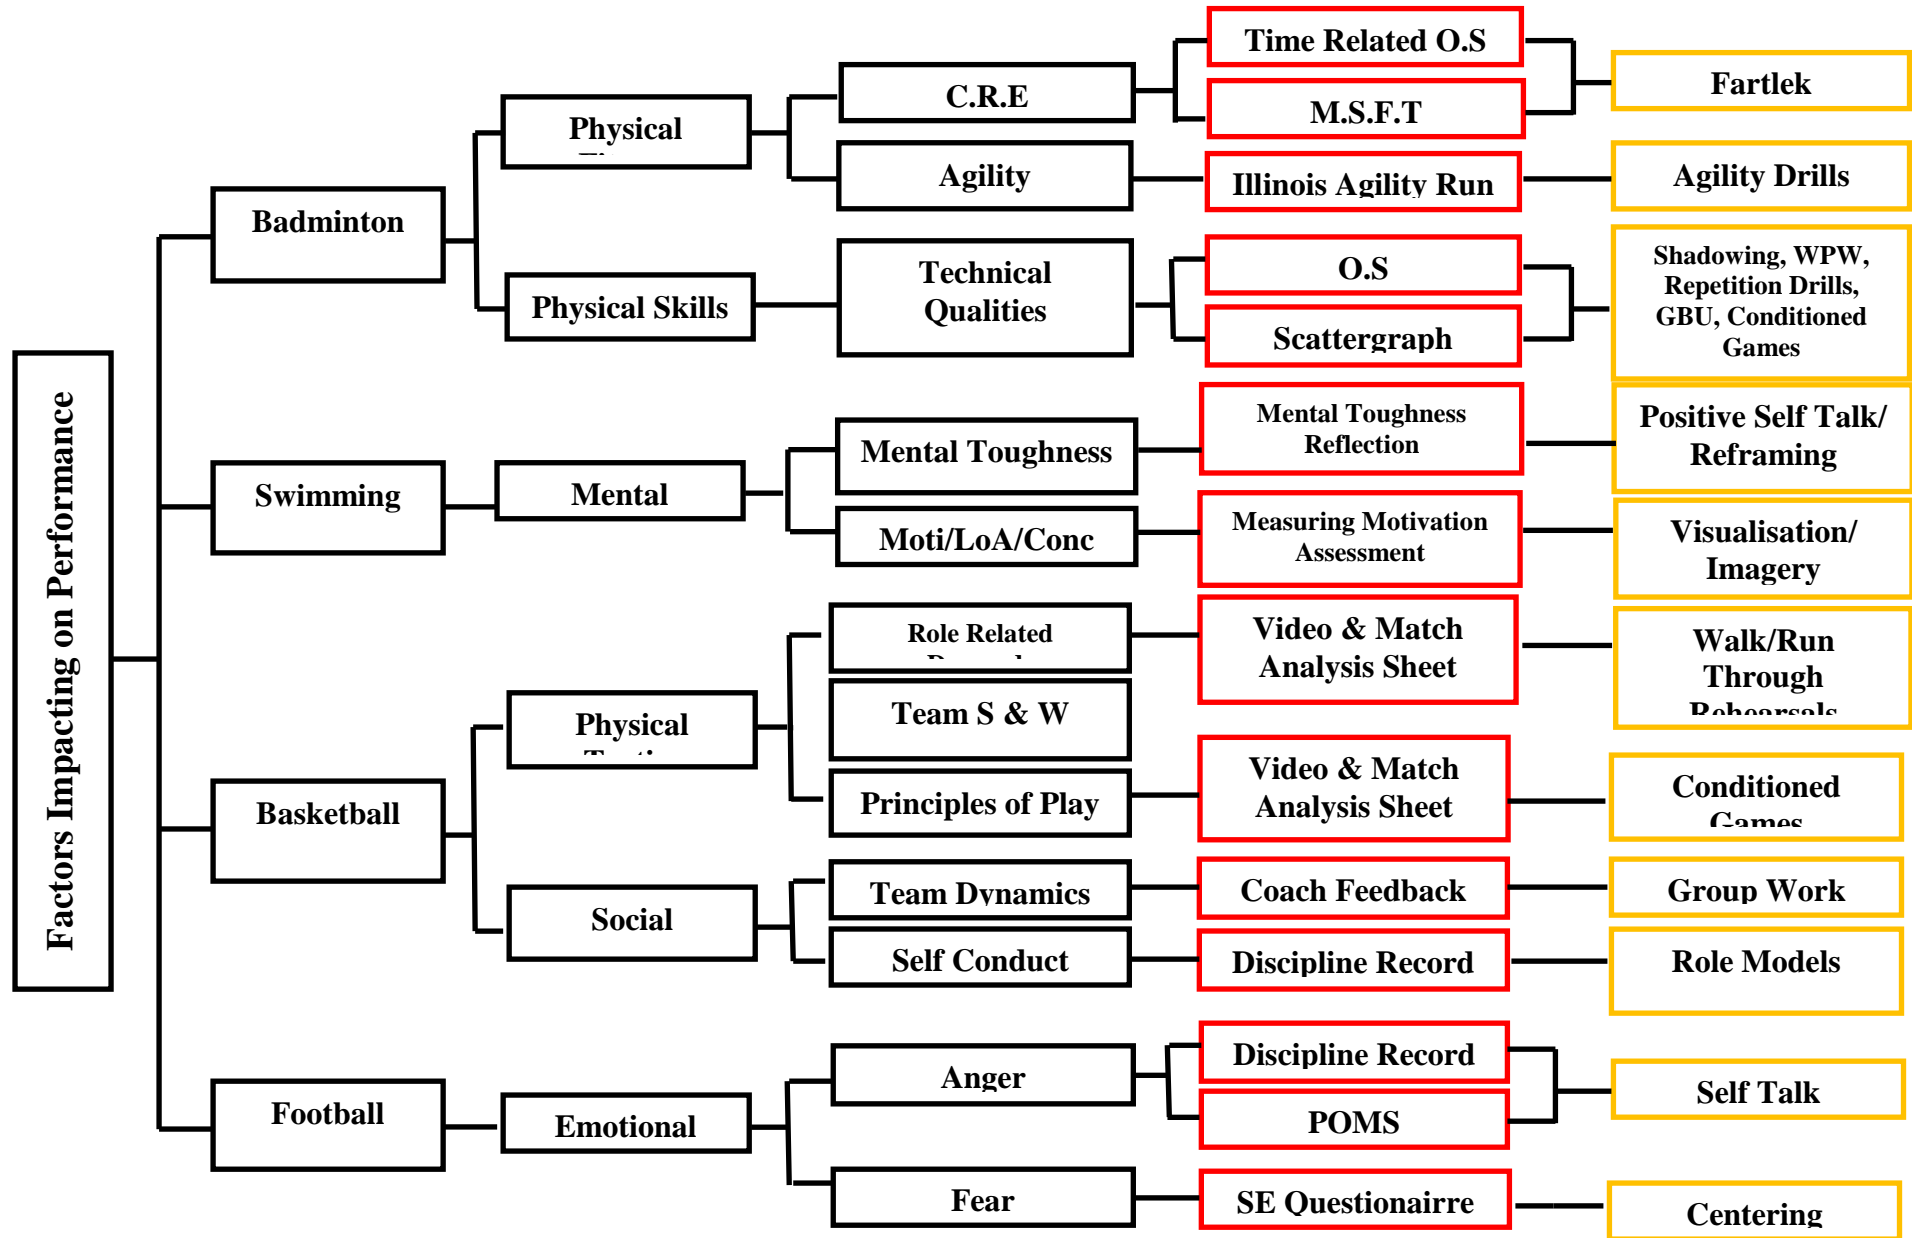 Factors Impacting on Performance
Badminton
Swimming
Basketball
Football
Physical
Physical Skills
Mental
Physical
Social
Emotional
C.R.E
Agility
Technical
Qualities
Mental Toughness
Moti/LoA/Conc
Role Related
Team S & W
Principles of Play
Team Dynamics
Self Conduct
Anger
Fear
Time Related O.S
M.S.F.T
Illinois Agility Run
O.S
Scattergraph
Mental Toughness
Reflection
Measuring Motivation
Assessment
Video & Match
Analysis Sheet
Video & Match
Analysis Sheet
Coach Feedback
Discipline Record
Discipline Record
POMS
SE Questionairre
Fartlek
Agility Drills
Shadowing, WPW,
Repetition Drills,
GBU, Conditioned
Games
Positive Self Talk/
Reframing
Visualisation/
Imagery
Walk/Run
Through
Rehearsals
Conditioned
Games
Group Work
Role Models
Self Talk
Centering